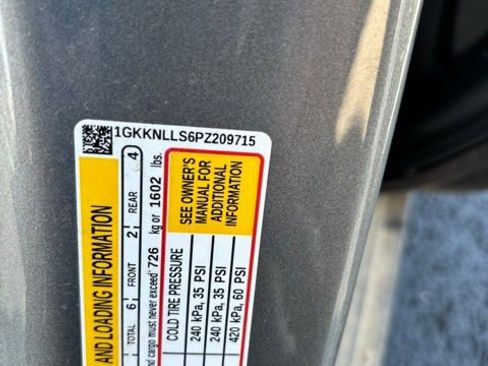 1GKKNLLS6PZ209715
AND LOADING INFORMATION
TOTAL 6 FRONT 2 REAR 4
and cargo must never exceed 726 kg or 1602 lbs.
COLD TIRE PRESSURE
240 kPa, 35 PSI
240 kPa, 35 PSI
420 kPa, 60 PSI
SEE OWNER'S
MANUAL FOR
ADDITIONAL
INFORMATION